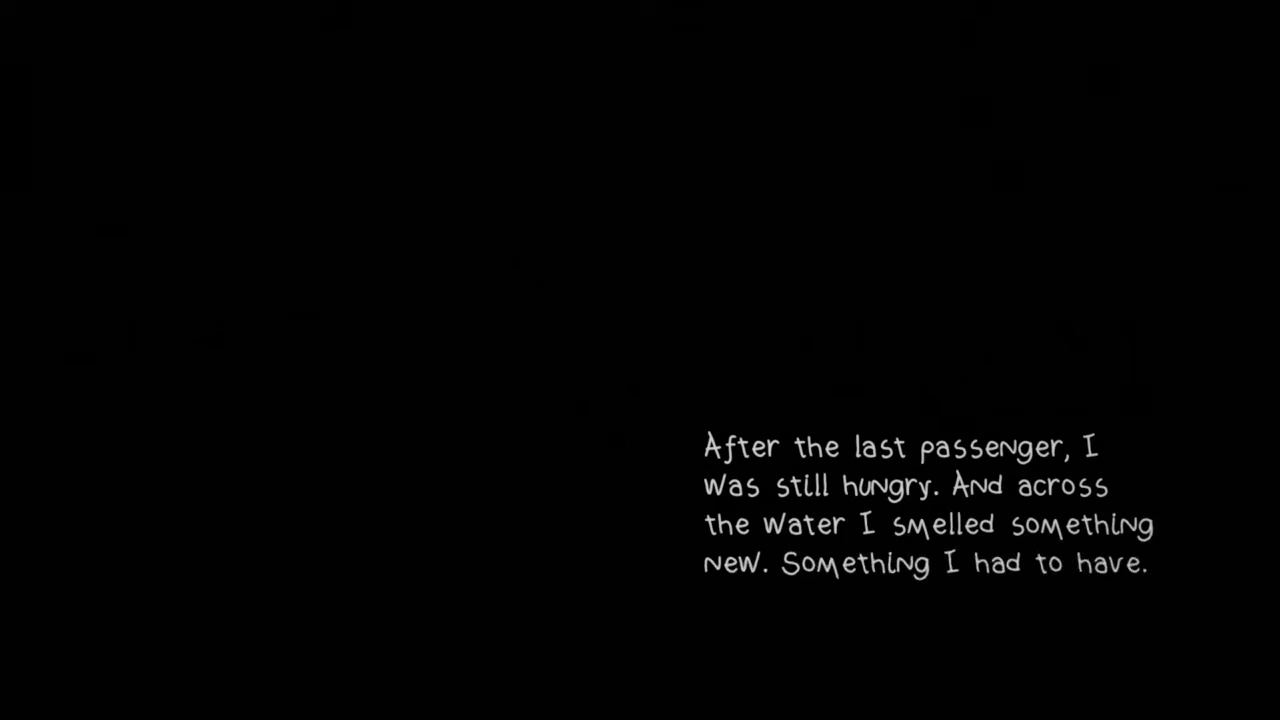 After the last passenger, I
was still hungry. And across
the water I smelled something
new. Something I had to have.